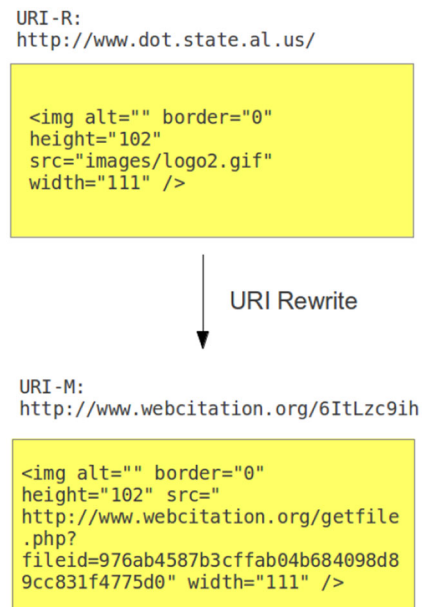 URI-R:
http://www.dot.state.al.us/
<img alt="" border="0"
height="102"
src="images/logo2.gif"
width="111" />
URI Rewrite
URI-M:
http://www.webcitation.org/6ItLzc9ih
<img alt="" border="0"
height="102" src="
http://www.webcitation.org/getfile
.php?
fileid=976ab4587b3cffab04b684098d8
9cc831f4775d0" width="111" />